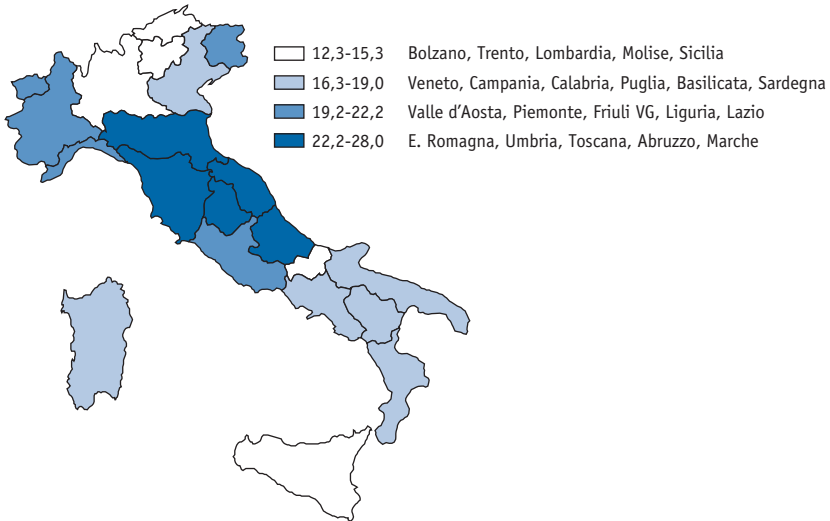 12,3-15,3 Bolzano, Trento, Lombardia, Molise, Sicilia
16,3-19,0 Veneto, Campania, Calabria, Puglia, Basilicata, Sardegna
19,2-22,2 Valle d'Aosta, Piemonte, Friuli VG, Liguria, Lazio
22,2-28,0 E. Romagna, Umbria, Toscana, Abruzzo, Marche